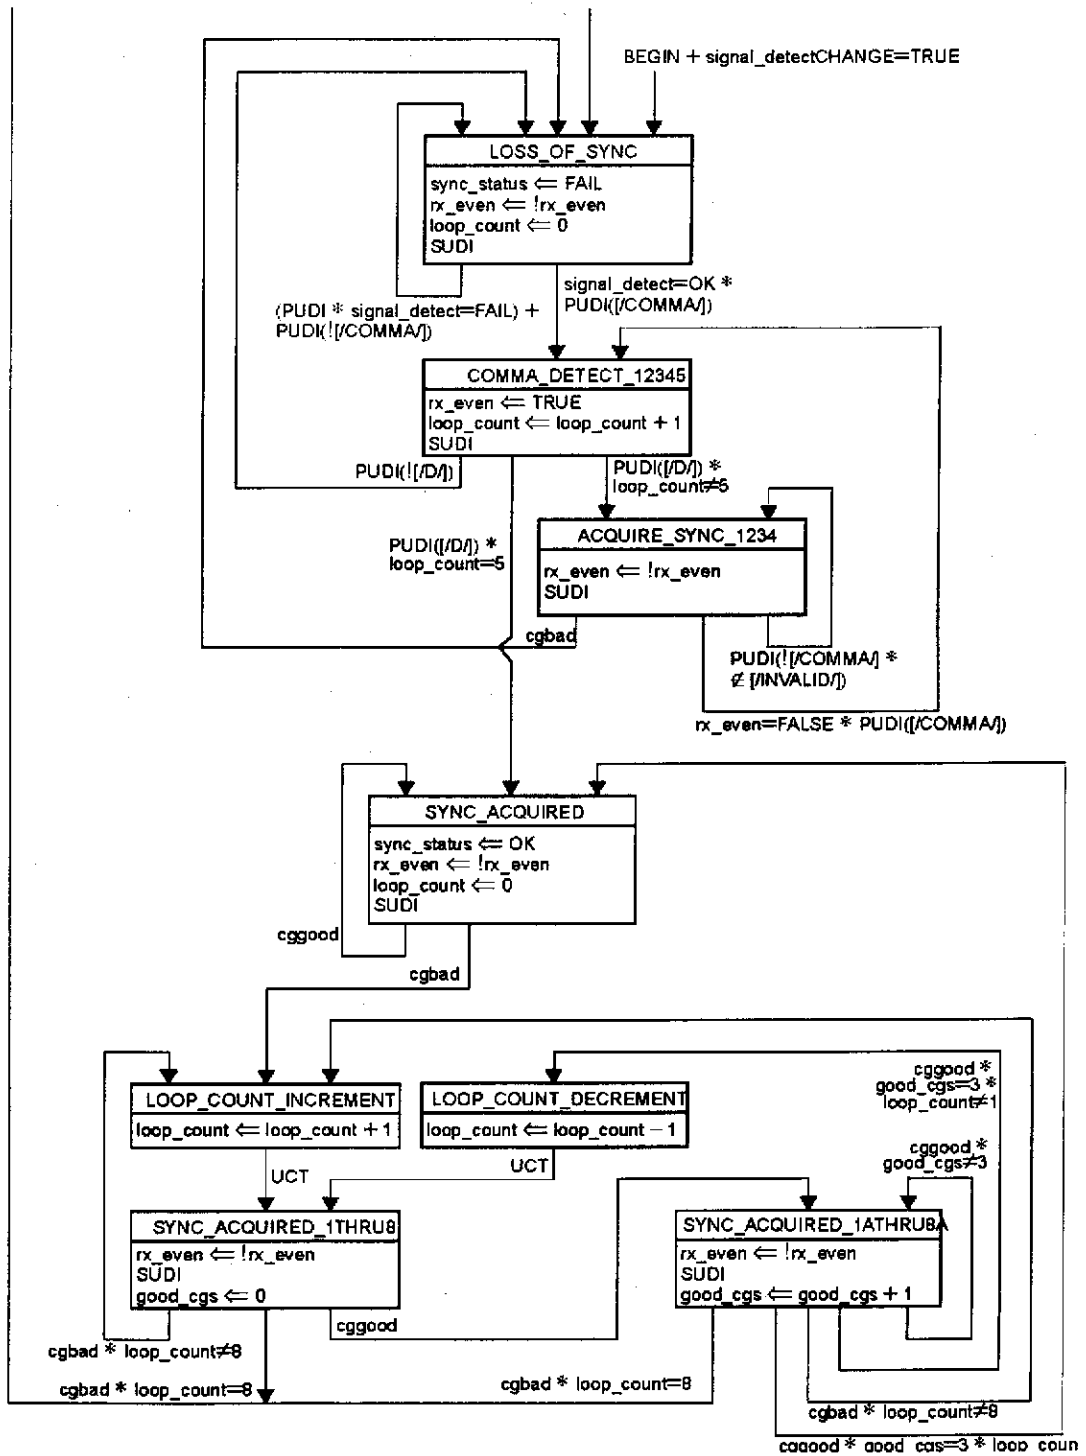 BEGIN + signal_detectCHANGE=TRUE
LOSS_OF_SYNC
sync_status ⇐ FAIL
rx_even ⇐ !rx_even
loop_count ⇐ 0
SUDI
(PUDI * signal_detect=FAIL) +
PUDI(![/COMMA/])
signal_detect=OK *
PUDI([/COMMA/])
COMMA_DETECT_12345
rx_even ⇐ TRUE
loop_count ⇐ loop_count + 1
SUDI
PUDI(![/D/])
PUDI([/D/]) *
loop_count≠5
PUDI([/D/]) *
loop_count=5
ACQUIRE_SYNC_1234
rx_even ⇐ !rx_even
SUDI
cgbad
PUDI(![/COMMA/] *
∉ [/INVALID/])
rx_even=FALSE * PUDI([/COMMA/])
SYNC_ACQUIRED
sync_status ⇐ OK
rx_even ⇐ !rx_even
loop_count ⇐ 0
SUDI
cggood
cgbad
LOOP_COUNT_INCREMENT
loop_count ⇐ loop_count + 1
UCT
LOOP_COUNT_DECREMENT
loop_count ⇐ loop_count − 1
UCT
cggood *
good_cgs=3 *
loop_count≠1
cggood *
good_cgs≠3
SYNC_ACQUIRED_1THRU8
rx_even ⇐ !rx_even
SUDI
good_cgs ⇐ 0
SYNC_ACQUIRED_1ATHRU8A
rx_even ⇐ !rx_even
SUDI
good_cgs ⇐ good_cgs + 1
cggood
cgbad * loop_count≠8
cgbad * loop_count=8
cgbad * loop_count=8
cgbad * loop_count≠8
cggood * good_cgs=3 * loop_coun